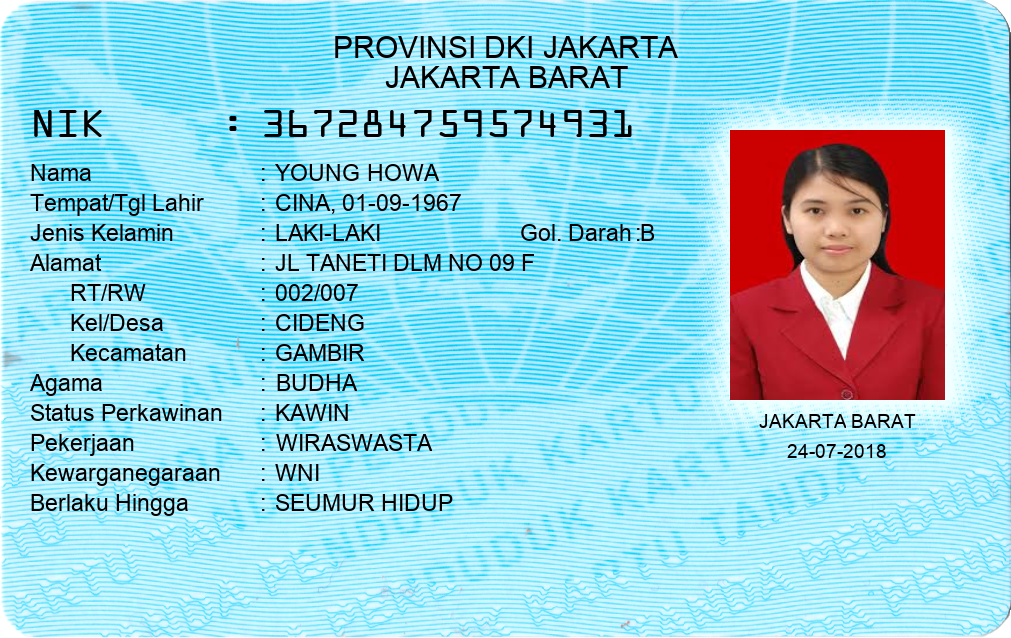 PROVINSI DKI JAKARTA
JAKARTA BARAT
NIK : 3672847595574931
Nama : YOUNG HOWA
Tempat/Tgl Lahir : CINA, 01-09-1967
Jenis Kelamin : LAKI-LAKI Gol. Darah :B
Alamat : JL TANETI DLM NO 09 F
RT/RW : 002/007
Kel/Desa : CIDENG
Kecamatan : GAMBIR
Agama : BUDHA
Status Perkawinan : KAWIN
Pekerjaan : WIRASWASTA
Kewarganegaraan : WNI
Berlaku Hingga : SEUMUR HIDUP
JAKARTA BARAT
24-07-2018